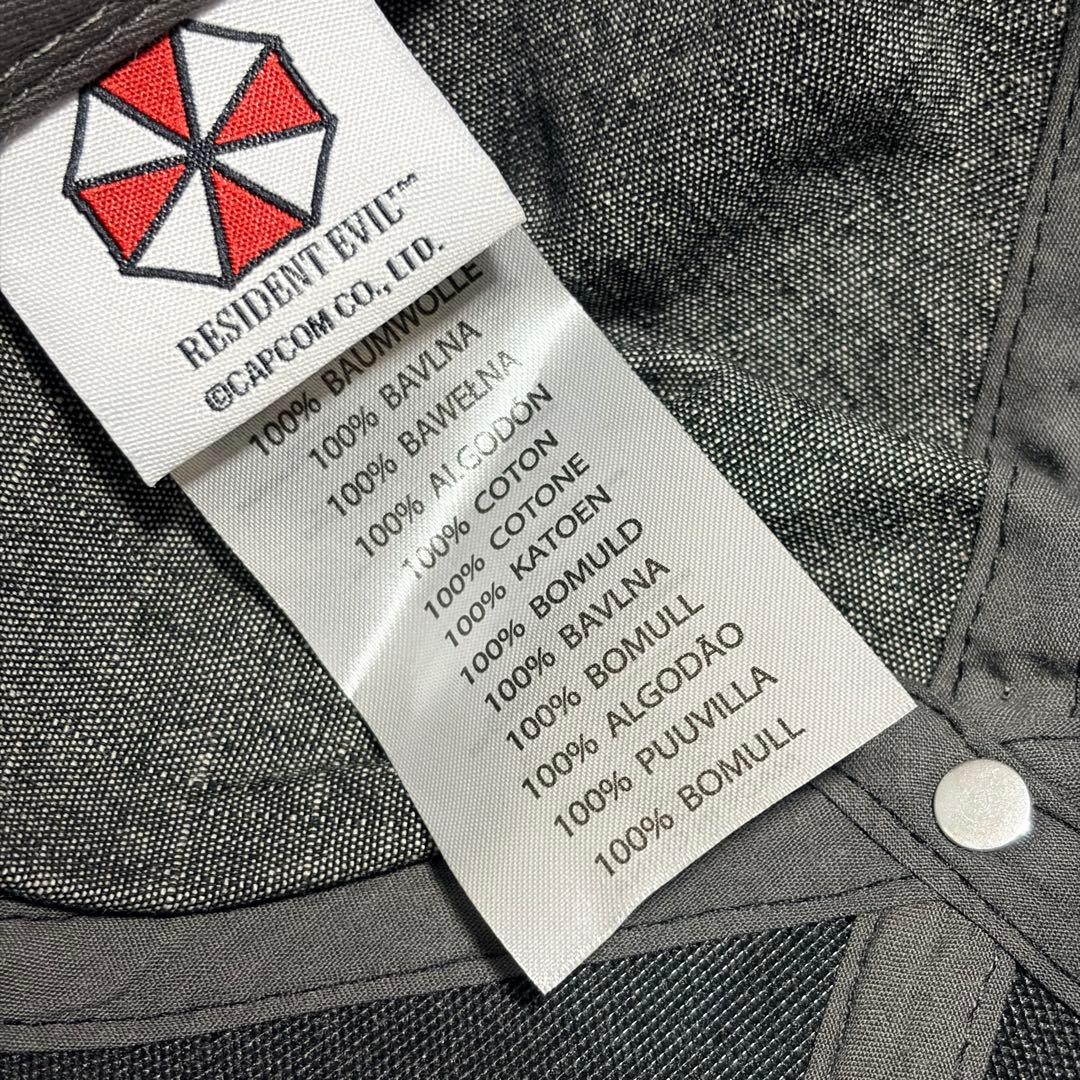 RESIDENT EVIL™
©CAPCOM CO., LTD.
100% BAUMWOLLE
100% BAVLNA
100% BAWEŁNA
100% ALGODÓN
100% COTON
100% COTONE
100% KATOEN
100% BOMULD
100% BAVLNA
100% BOMULL
100% ALGODÃO
100% PUUVILLA
100% BOMULL